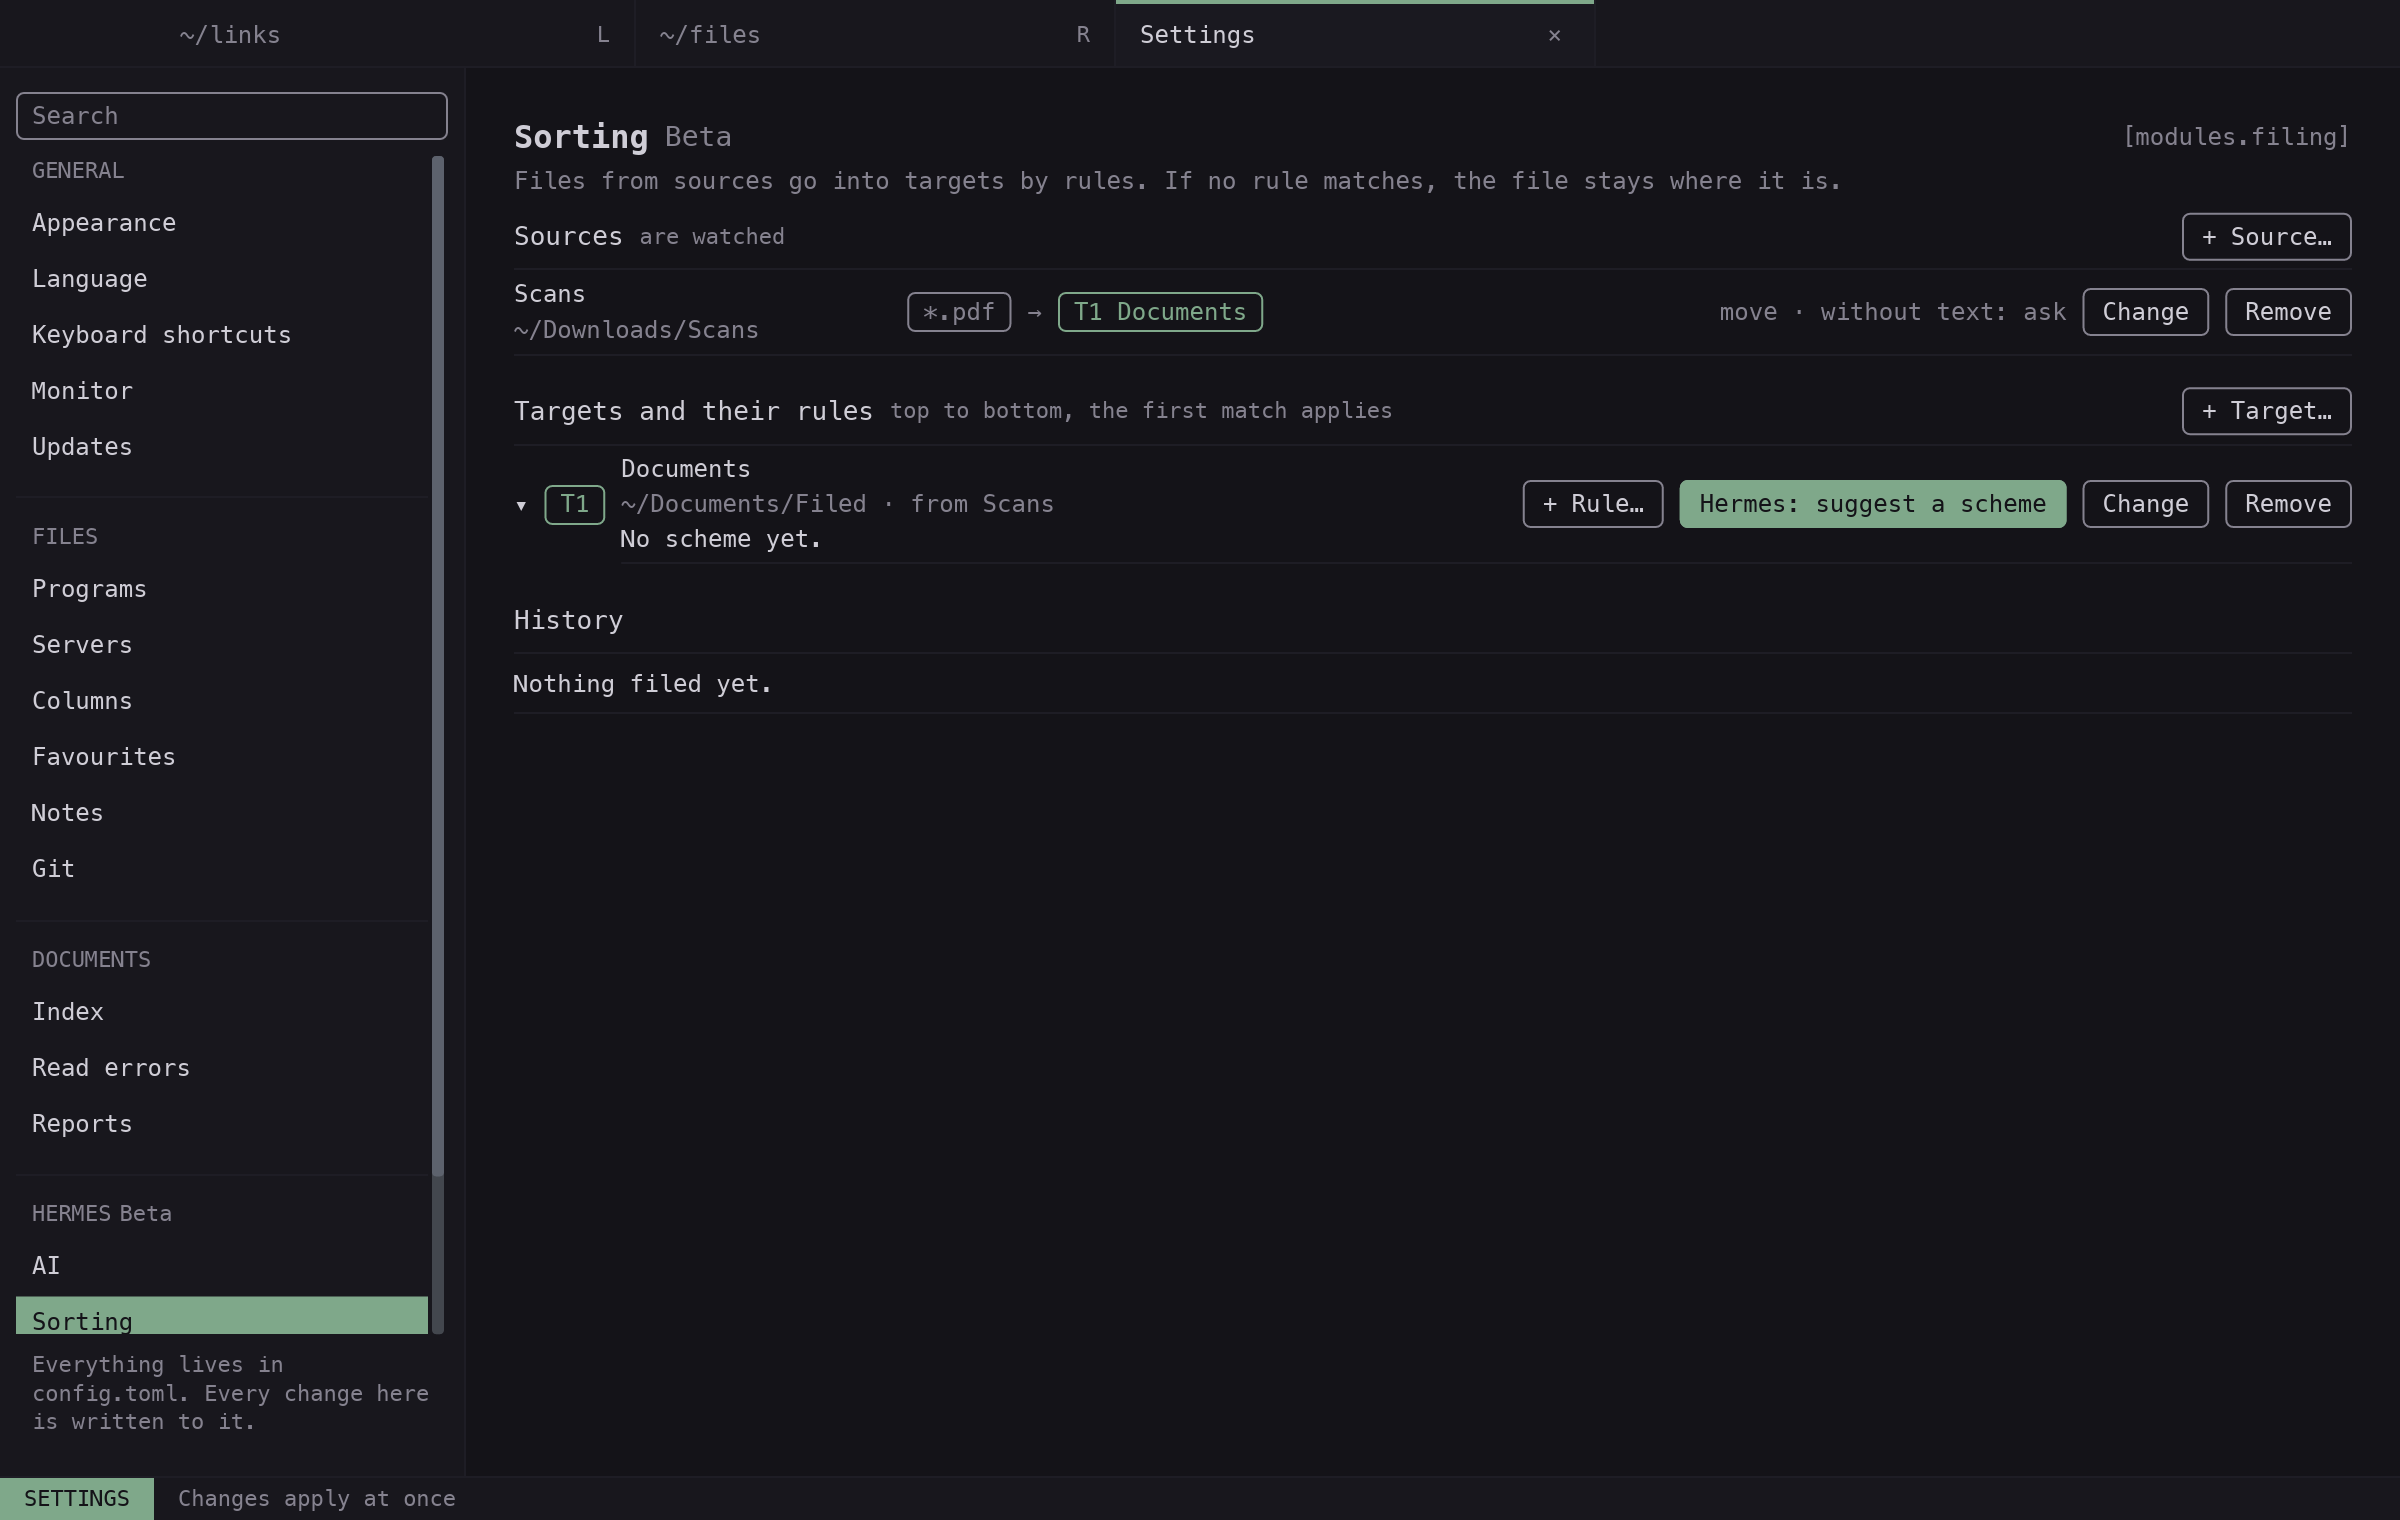 ~/links L ~/files R Settings ×
Search
GENERAL
Appearance
Language
Keyboard shortcuts
Monitor
Updates
FILES
Programs
Servers
Columns
Favourites
Notes
Git
DOCUMENTS
Index
Read errors
Reports
HERMES Beta
AI
Sorting
Everything lives in
config.toml. Every change here
is written to it.
Sorting Beta [modules.filing]
Files from sources go into targets by rules. If no rule matches, the file stays where it is.
Sources are watched + Source…
Scans
~/Downloads/Scans
*.pdf → T1 Documents move · without text: ask Change Remove
Targets and their rules top to bottom, the first match applies + Target…
▾ T1
Documents
~/Documents/Filed · from Scans
No scheme yet.
+ Rule… Hermes: suggest a scheme Change Remove
History
Nothing filed yet.
SETTINGS Changes apply at once